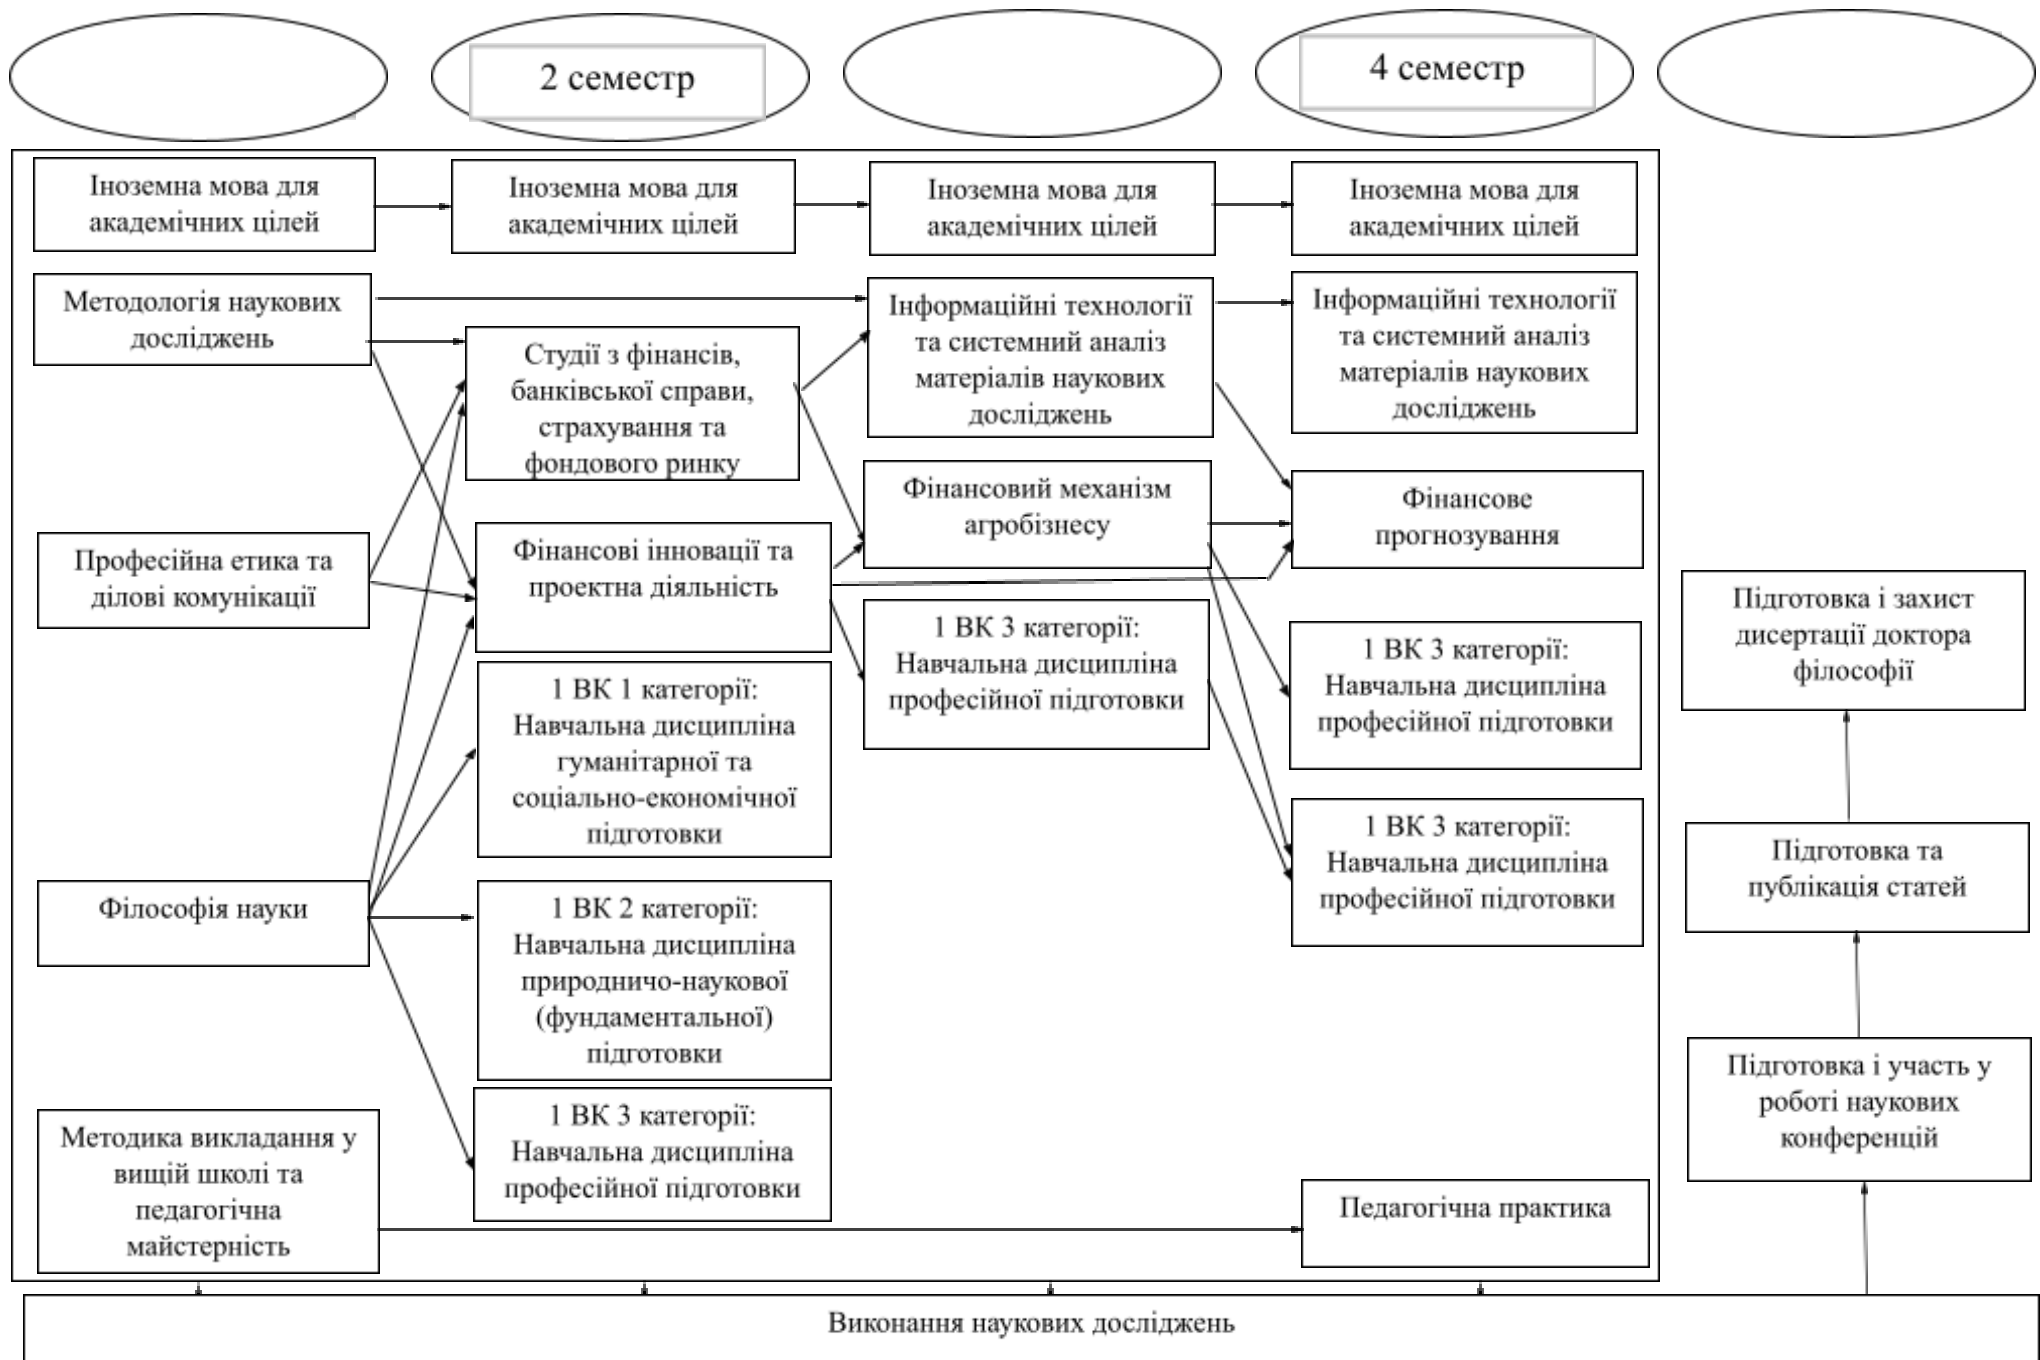 2 семестр
4 семестр
Іноземна мова для
академічних цілей
Методологія наукових
досліджень
Професійна етика та
ділові комунікації
Філософія науки
Методика викладання у
вищій школі та
педагогічна
майстерність
Іноземна мова для
академічних цілей
Студії з фінансів,
банківської справи,
страхування та
фондового ринку
Фінансові інновації та
проектна діяльність
1 ВК 1 категорії:
Навчальна дисципліна
гуманітарної та
соціально-економічної
підготовки
1 ВК 2 категорії:
Навчальна дисципліна
природничо-наукової
(фундаментальної)
підготовки
1 ВК 3 категорії:
Навчальна дисципліна
професійної підготовки
Іноземна мова для
академічних цілей
Інформаційні технології
та системний аналіз
матеріалів наукових
досліджень
Фінансовий механізм
агробізнесу
1 ВК 3 категорії:
Навчальна дисципліна
професійної підготовки
Іноземна мова для
академічних цілей
Інформаційні технології
та системний аналіз
матеріалів наукових
досліджень
Фінансове
прогнозування
1 ВК 3 категорії:
Навчальна дисципліна
професійної підготовки
1 ВК 3 категорії:
Навчальна дисципліна
професійної підготовки
Педагогічна практика
Підготовка і захист
дисертації доктора
філософії
Підготовка та
публікація статей
Підготовка і участь у
роботі наукових
конференцій
Виконання наукових досліджень